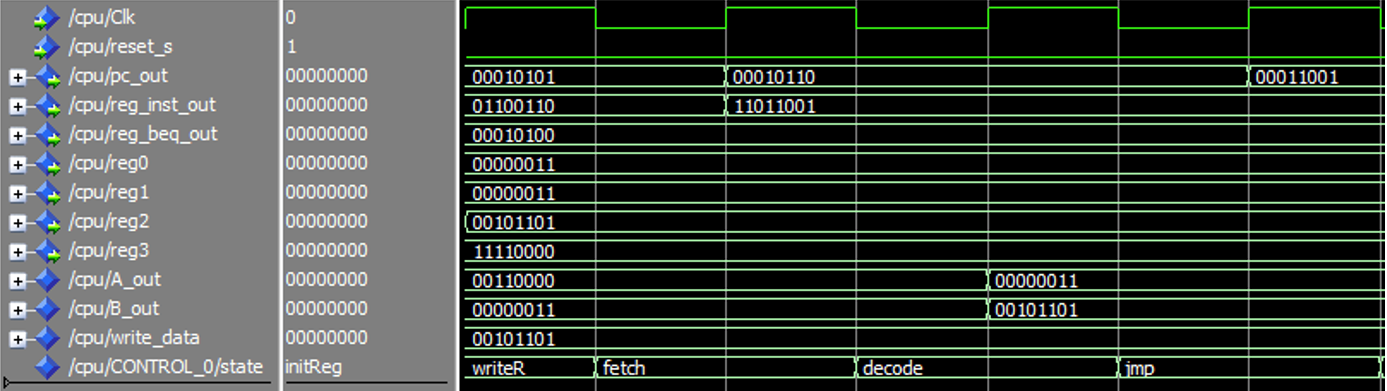 /cpu/Clk 0
/cpu/reset_s 1
/cpu/pc_out 00000000 00010101 00010110 00011001
/cpu/reg_inst_out 00000000 01100110 11011001
/cpu/reg_beq_out 00000000 00010100
/cpu/reg0 00000000 00000011
/cpu/reg1 00000000 00000011
/cpu/reg2 00000000 00101101
/cpu/reg3 00000000 11110000
/cpu/A_out 00000000 00110000 00000011
/cpu/B_out 00000000 00000011 00101101
/cpu/write_data 00000000 00101101
/cpu/CONTROL_0/state initReg writeR fetch decode jmp